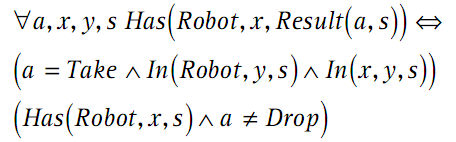 ∀a, x, y, s Has(Robot, x, Result(a, s)) ⇔
(a = Take ∧ In(Robot, y, s) ∧ In(x, y, s))
(Has(Robot, x, s) ∧ a ≠ Drop)